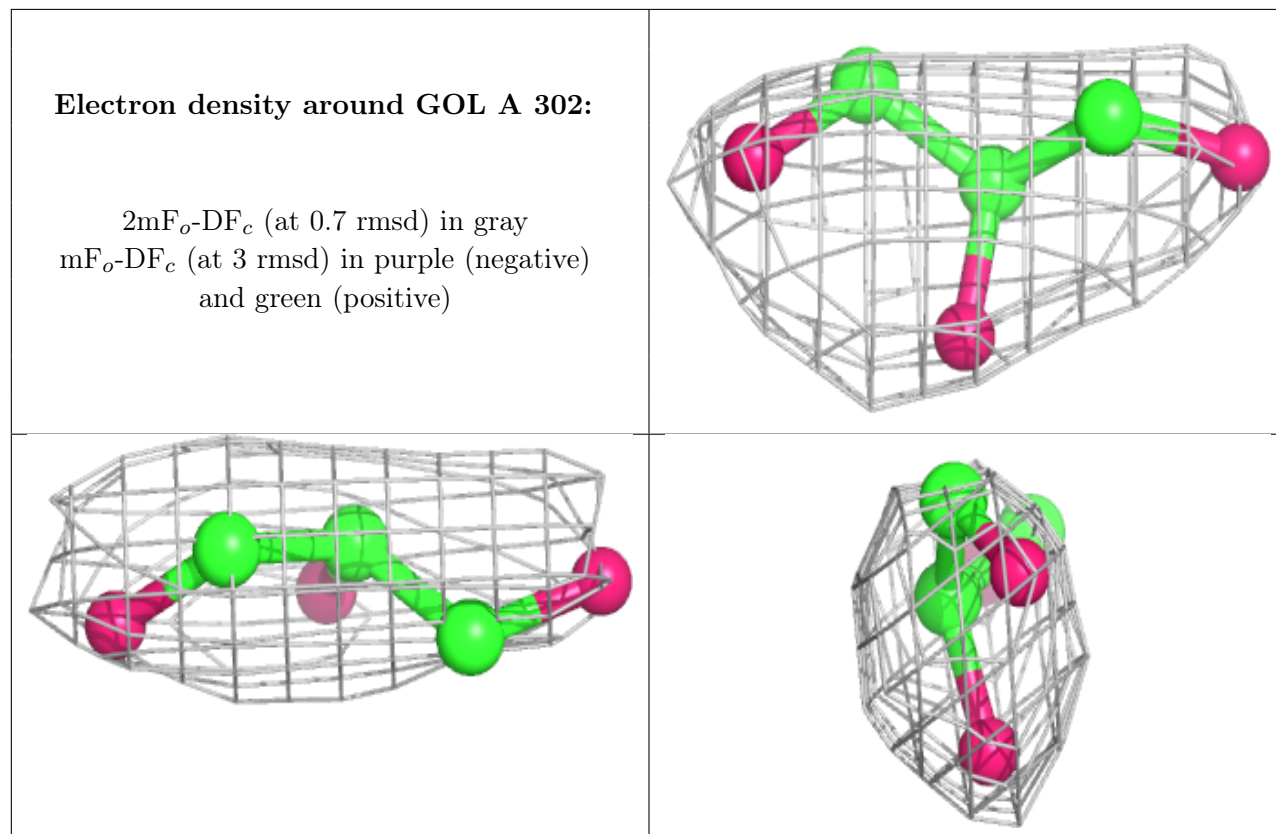 Electron density around GOL A 302:
2mFo-DFc (at 0.7 rmsd) in gray
mFo-DFc (at 3 rmsd) in purple (negative)
and green (positive)